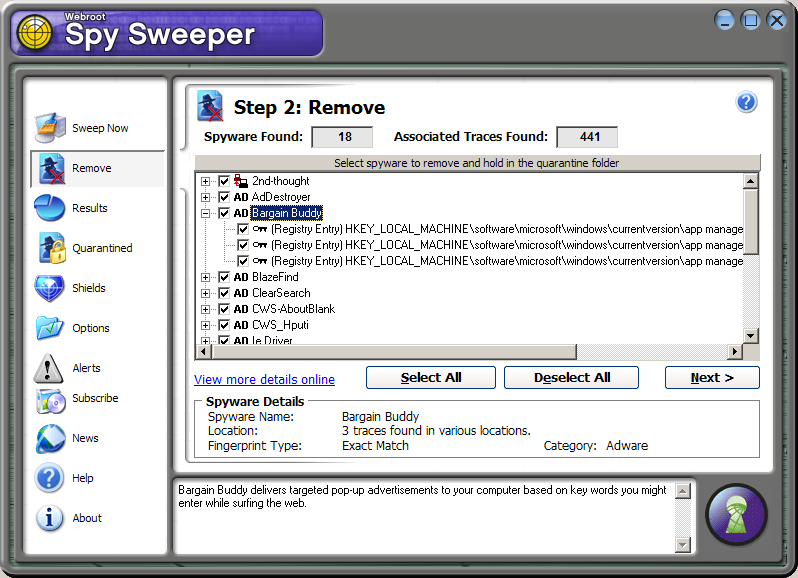 Webroot
Spy Sweeper
Sweep Now
Remove
Results
Quarantined
Shields
Options
Alerts
Subscribe
News
Help
About
Step 2: Remove
Spyware Found: 18 Associated Traces Found: 441
Select spyware to remove and hold in the quarantine folder
2nd-thought
AD AdDestroyer
AD Bargain Buddy
(Registry Entry) HKEY_LOCAL_MACHINE\software\microsoft\windows\currentversion\app manage
(Registry Entry) HKEY_LOCAL_MACHINE\software\microsoft\windows\currentversion\app manage
(Registry Entry) HKEY_LOCAL_MACHINE\software\microsoft\windows\currentversion\app manage
AD BlazeFind
AD ClearSearch
AD CWS-AboutBlank
AD CWS_Hputi
AD Ie Driver
View more details online
Select All
Deselect All
Next >
Spyware Details
Spyware Name: Bargain Buddy
Location: 3 traces found in various locations.
Fingerprint Type: Exact Match Category: Adware
Bargain Buddy delivers targeted pop-up advertisements to your computer based on key words you might
enter while surfing the web.